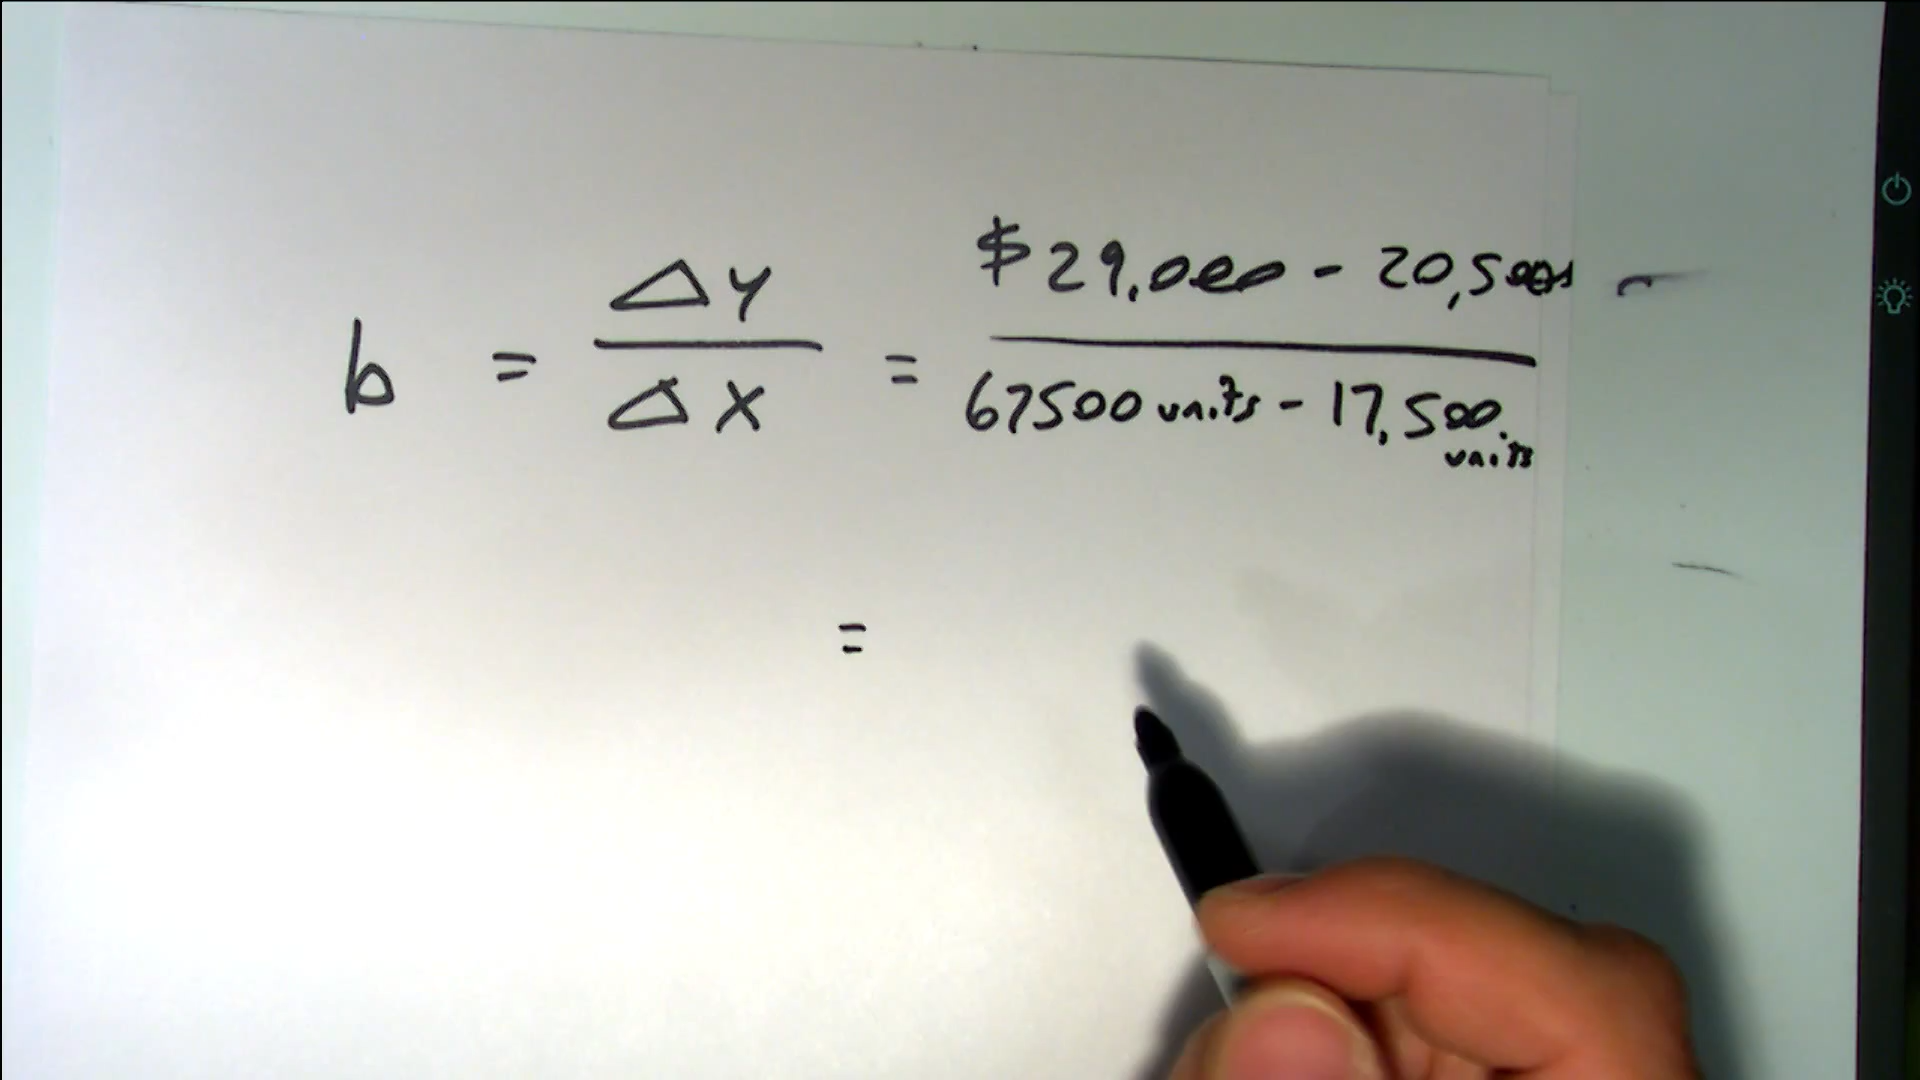 b = ΔY / ΔX = $29,000 - 20,500 / 67500 units - 17,500 units
=